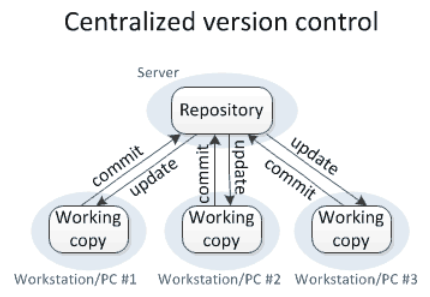 Centralized version control
Server
Repository
commit
update
commit
update
update
commit
Working
copy
Working
copy
Working
copy
Workstation/PC #1
Workstation/PC #2
Workstation/PC #3